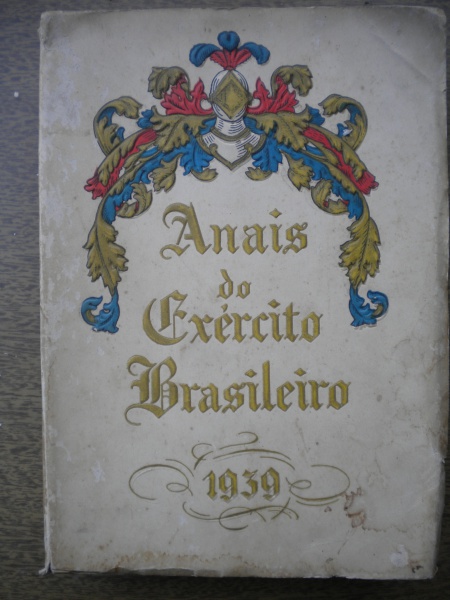 Anais
do
Exército
Brasileiro
1939